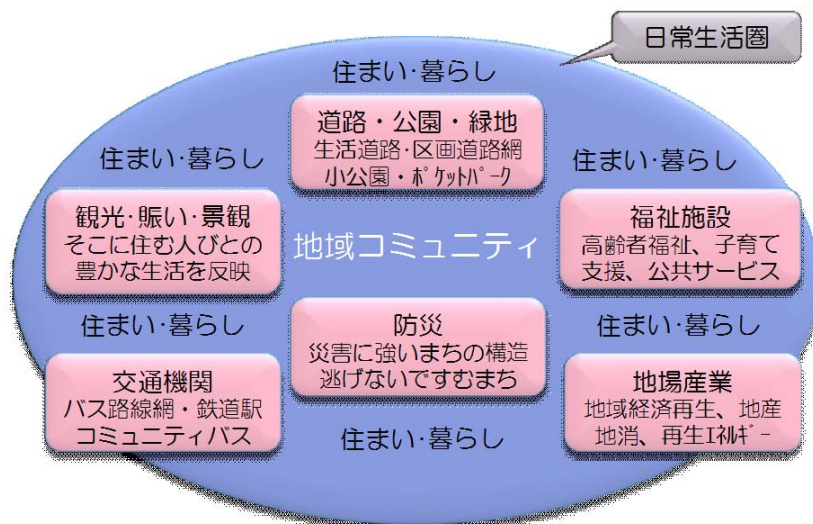 日常生活圏
住まい・暮らし
道路・公園・緑地
生活道路・区画道路網
小公園・ﾎﾟｹｯﾄﾊﾟｰｸ
住まい・暮らし
住まい・暮らし
観光・賑い・景観
そこに住む人びとの
豊かな生活を反映
地域コミュニティ
福祉施設
高齢者福祉、子育て
支援、公共サービス
住まい・暮らし
防災
災害に強いまちの構造
逃げないですむまち
住まい・暮らし
交通機関
バス路線網・鉄道駅
コミュニティバス
住まい・暮らし
地場産業
地域経済再生、地産
地消、再生ｴﾈﾙｷﾞｰ